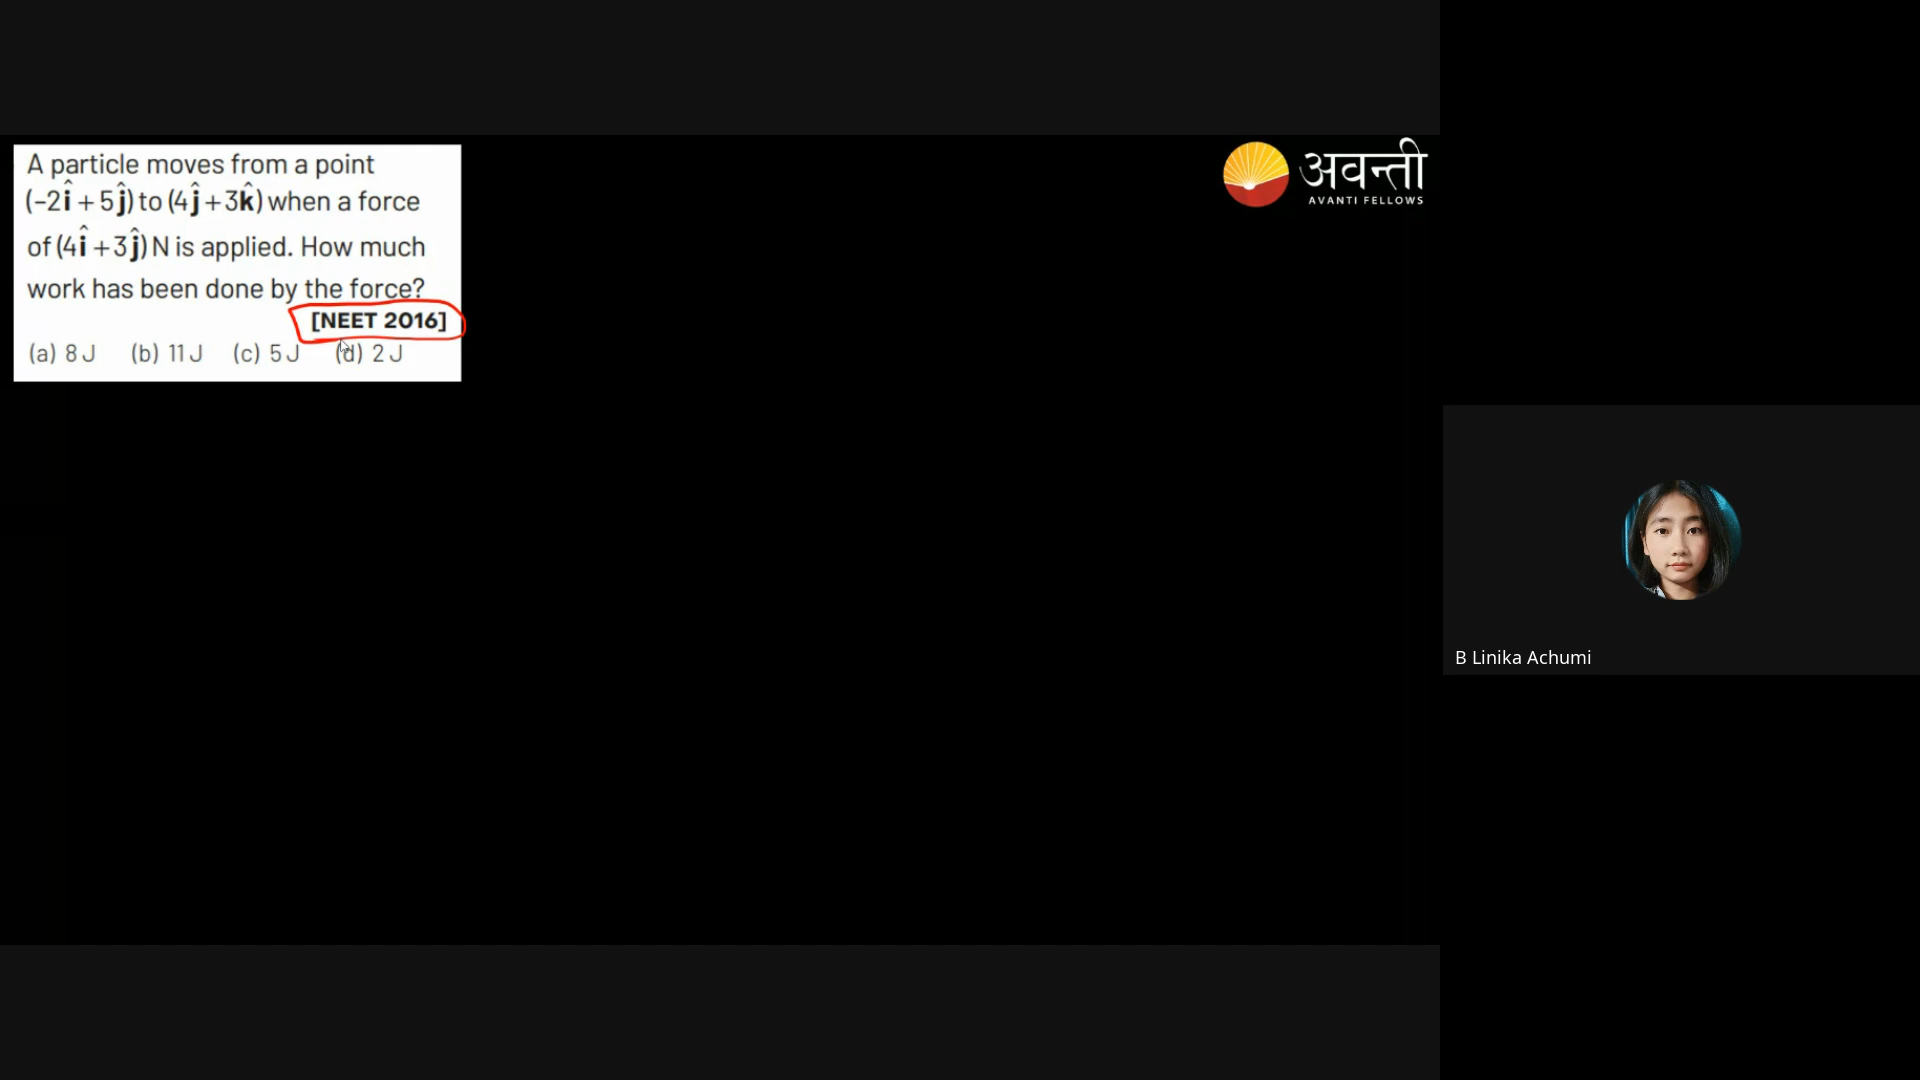 A particle moves from a point
(–2î + 5ĵ) to (4ĵ + 3k̂) when a force
of (4î + 3ĵ) N is applied. How much
work has been done by the force?
[NEET 2016]
(a) 8 J (b) 11 J (c) 5 J (d) 2 J
अवन्ती
AVANTI FELLOWS
B Linika Achumi